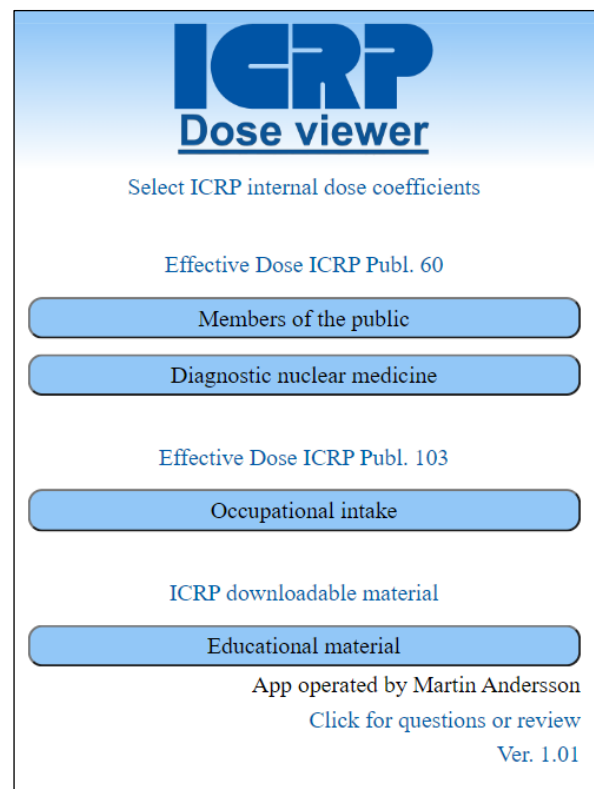 ICRP
Dose viewer
Select ICRP internal dose coefficients
Effective Dose ICRP Publ. 60
Members of the public
Diagnostic nuclear medicine
Effective Dose ICRP Publ. 103
Occupational intake
ICRP downloadable material
Educational material
App operated by Martin Andersson
Click for questions or review
Ver. 1.01